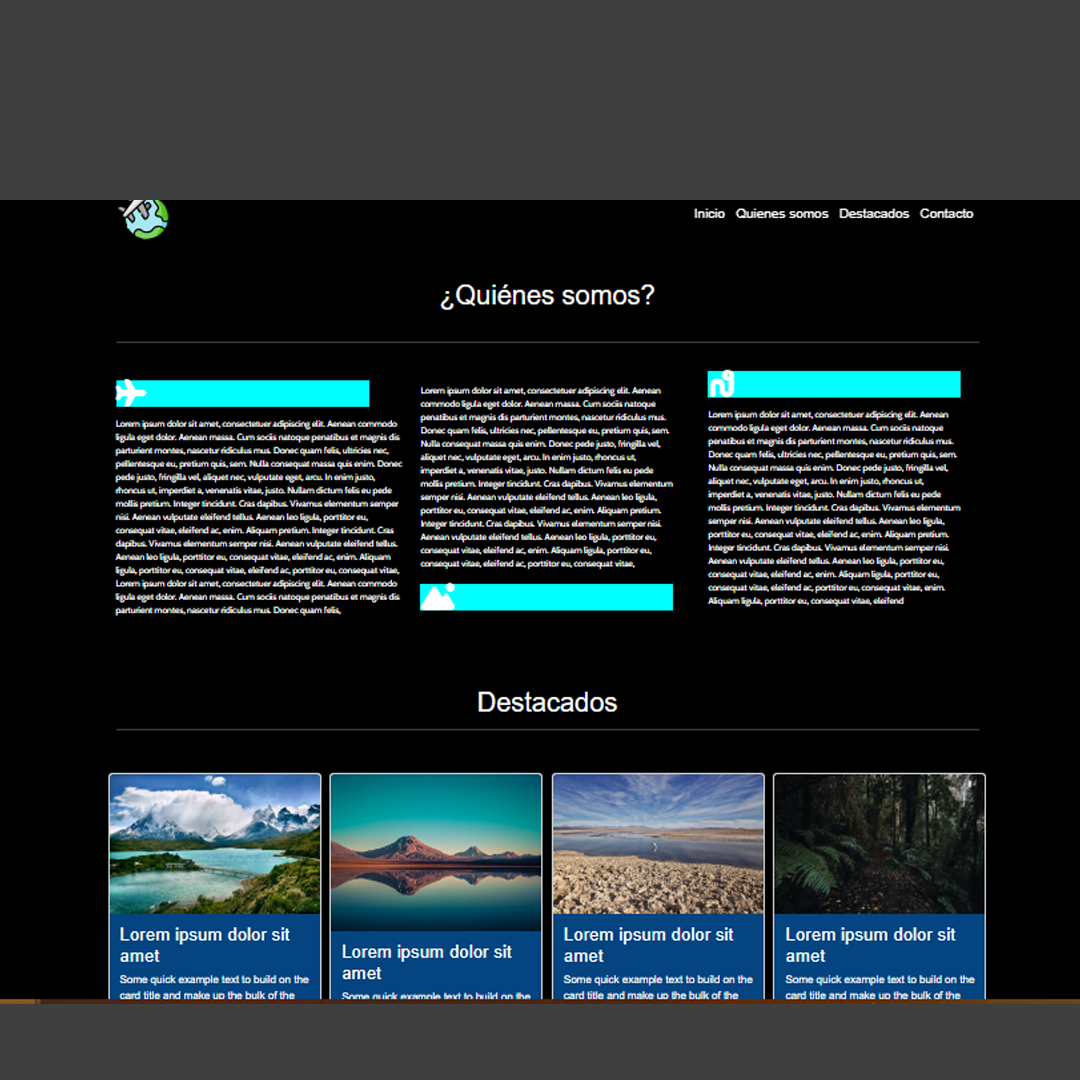 Inicio Quienes somos Destacados Contacto
¿Quiénes somos?
Lorem ipsum dolor sit amet, consectetuer adipiscing elit. Aenean commodo
ligula eget dolor. Aenean massa. Cum sociis natoque penatibus et magnis dis
parturient montes, nascetur ridiculus mus. Donec quam felis, ultricies nec,
pellentesque eu, pretium quis, sem. Nulla consequat massa quis enim. Donec
pede justo, fringilla vel, aliquet nec, vulputate eget, arcu. In enim justo,
rhoncus ut, imperdiet a, venenatis vitae, justo. Nullam dictum felis eu pede
mollis pretium. Integer tincidunt. Cras dapibus. Vivamus elementum semper
nisi. Aenean vulputate eleifend tellus. Aenean leo ligula, porttitor eu,
consequat vitae, eleifend ac, enim. Aliquam pretium. Integer tincidunt. Cras
dapibus. Vivamus elementum semper nisi. Aenean vulputate eleifend tellus.
Aenean leo ligula, porttitor eu, consequat vitae, eleifend ac, enim. Aliquam
ligula, porttitor eu, consequat vitae, eleifend ac, porttitor eu, consequat vitae,
Lorem ipsum dolor sit amet, consectetuer adipiscing elit. Aenean commodo
ligula eget dolor. Aenean massa. Cum sociis natoque penatibus et magnis dis
parturient montes, nascetur ridiculus mus. Donec quam felis,
Lorem ipsum dolor sit amet, consectetuer adipiscing elit. Aenean
commodo ligula eget dolor. Aenean massa. Cum sociis natoque
penatibus et magnis dis parturient montes, nascetur ridiculus mus.
Donec quam felis, ultricies nec, pellentesque eu, pretium quis, sem.
Nulla consequat massa quis enim. Donec pede justo, fringilla vel,
aliquet nec, vulputate eget, arcu. In enim justo, rhoncus ut,
imperdiet a, venenatis vitae, justo. Nullam dictum felis eu pede
mollis pretium. Integer tincidunt. Cras dapibus. Vivamus elementum
semper nisi. Aenean vulputate eleifend tellus. Aenean leo ligula,
porttitor eu, consequat vitae, eleifend ac, enim. Aliquam pretium.
Integer tincidunt. Cras dapibus. Vivamus elementum semper nisi.
Aenean vulputate eleifend tellus. Aenean leo ligula, porttitor eu,
consequat vitae, eleifend ac, enim. Aliquam ligula, porttitor eu,
consequat vitae, eleifend ac, porttitor eu, consequat vitae,
Lorem ipsum dolor sit amet, consectetuer adipiscing elit. Aenean
commodo ligula eget dolor. Aenean massa. Cum sociis natoque
penatibus et magnis dis parturient montes, nascetur ridiculus mus.
Donec quam felis, ultricies nec, pellentesque eu, pretium quis, sem.
Nulla consequat massa quis enim. Donec pede justo, fringilla vel,
aliquet nec, vulputate eget, arcu. In enim justo, rhoncus ut,
imperdiet a, venenatis vitae, justo. Nullam dictum felis eu pede
mollis pretium. Integer tincidunt. Cras dapibus. Vivamus elementum
semper nisi. Aenean vulputate eleifend tellus. Aenean leo ligula,
porttitor eu, consequat vitae, eleifend ac, enim. Aliquam pretium.
Integer tincidunt. Cras dapibus. Vivamus elementum semper nisi.
Aenean vulputate eleifend tellus. Aenean leo ligula, porttitor eu,
consequat vitae, eleifend ac, enim. Aliquam ligula, porttitor eu,
consequat vitae, eleifend ac, porttitor eu, consequat vitae, enim.
Aliquam ligula, porttitor eu, consequat vitae, eleifend
Destacados
Lorem ipsum dolor sit
amet
Some quick example text to build on the
card title and make up the bulk of the
Lorem ipsum dolor sit
amet
Some quick example text to build on the
Lorem ipsum dolor sit
amet
Some quick example text to build on the
card title and make up the bulk of the
Lorem ipsum dolor sit
amet
Some quick example text to build on the
card title and make up the bulk of the